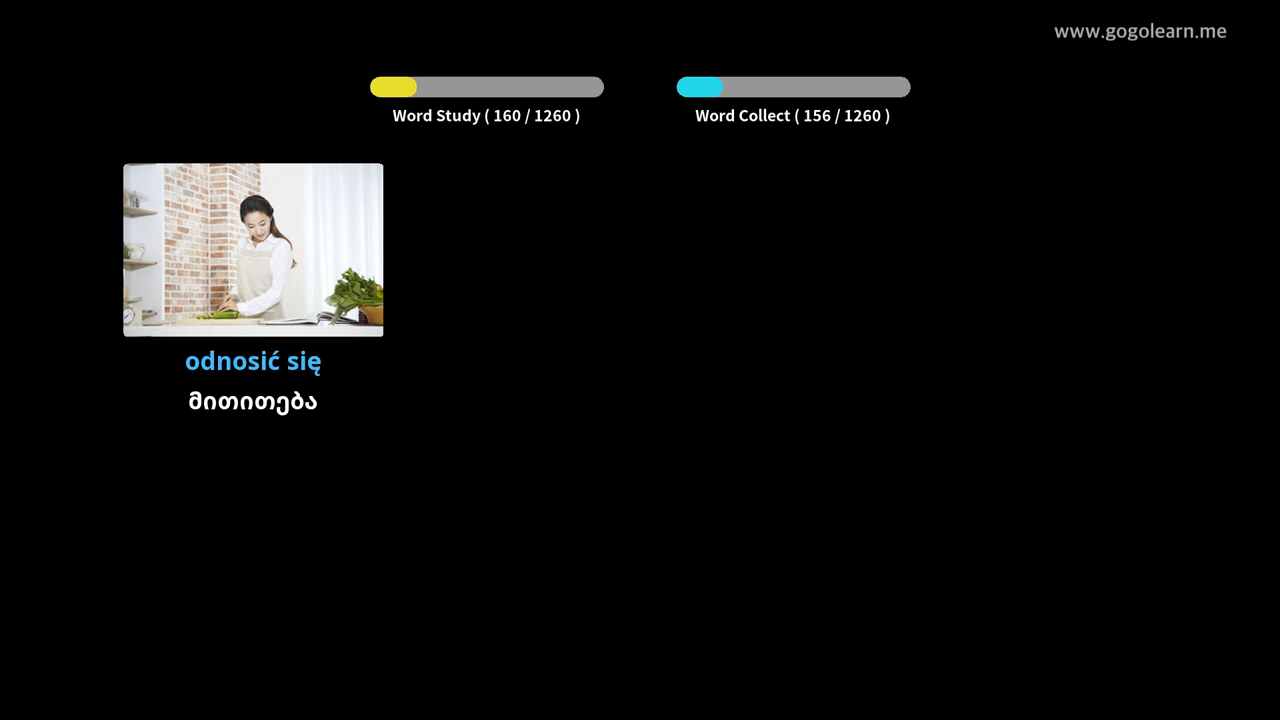 www.gogolearn.me
Word Study ( 160 / 1260 )
Word Collect ( 156 / 1260 )
odnosić się
მითითება